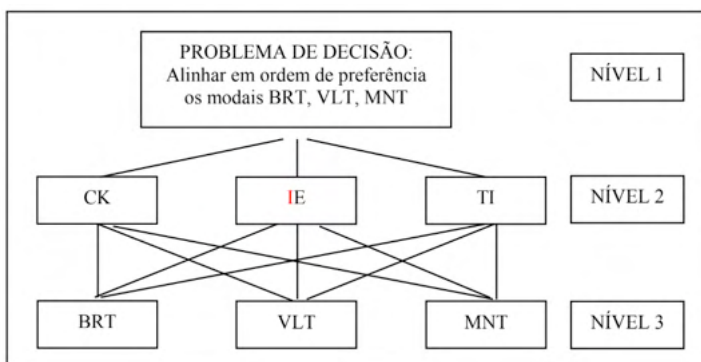 PROBLEMA DE DECISÃO:
Alinhar em ordem de preferência
os modais BRT, VLT, MNT
NÍVEL 1
CK
IE
TI
NÍVEL 2
BRT
VLT
MNT
NÍVEL 3